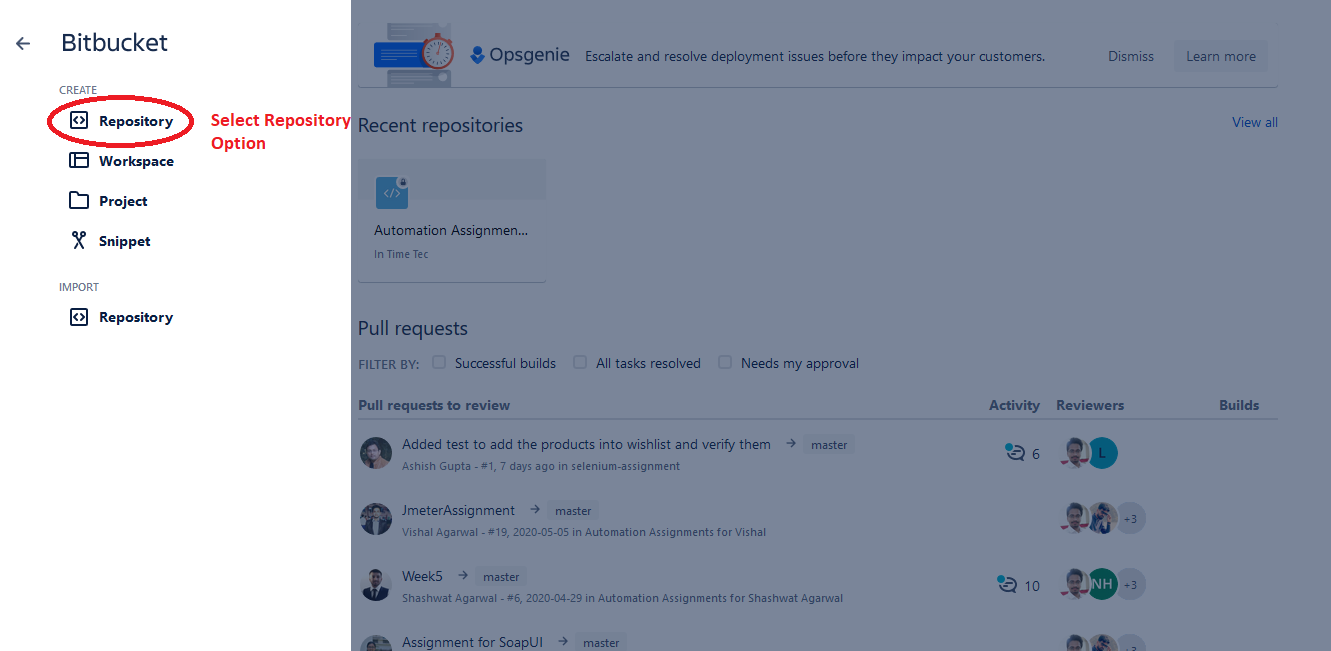 Bitbucket
CREATE
Repository
Select Repository
Option
Workspace
Project
Snippet
IMPORT
Repository
Opsgenie Escalate and resolve deployment issues before they impact your customers. Dismiss Learn more
Recent repositories View all
Automation Assignmen...
In Time Tec
Pull requests
FILTER BY: Successful builds All tasks resolved Needs my approval
Pull requests to review Activity Reviewers Builds
Added test to add the products into wishlist and verify them → master 6 L
Ashish Gupta - #1, 7 days ago in selenium-assignment
JmeterAssignment → master +3
Vishal Agarwal - #19, 2020-05-05 in Automation Assignments for Vishal
Week5 → master 10 NH +3
Shashwat Agarwal - #6, 2020-04-29 in Automation Assignments for Shashwat Agarwal
Assignment for SoapUI → master +3